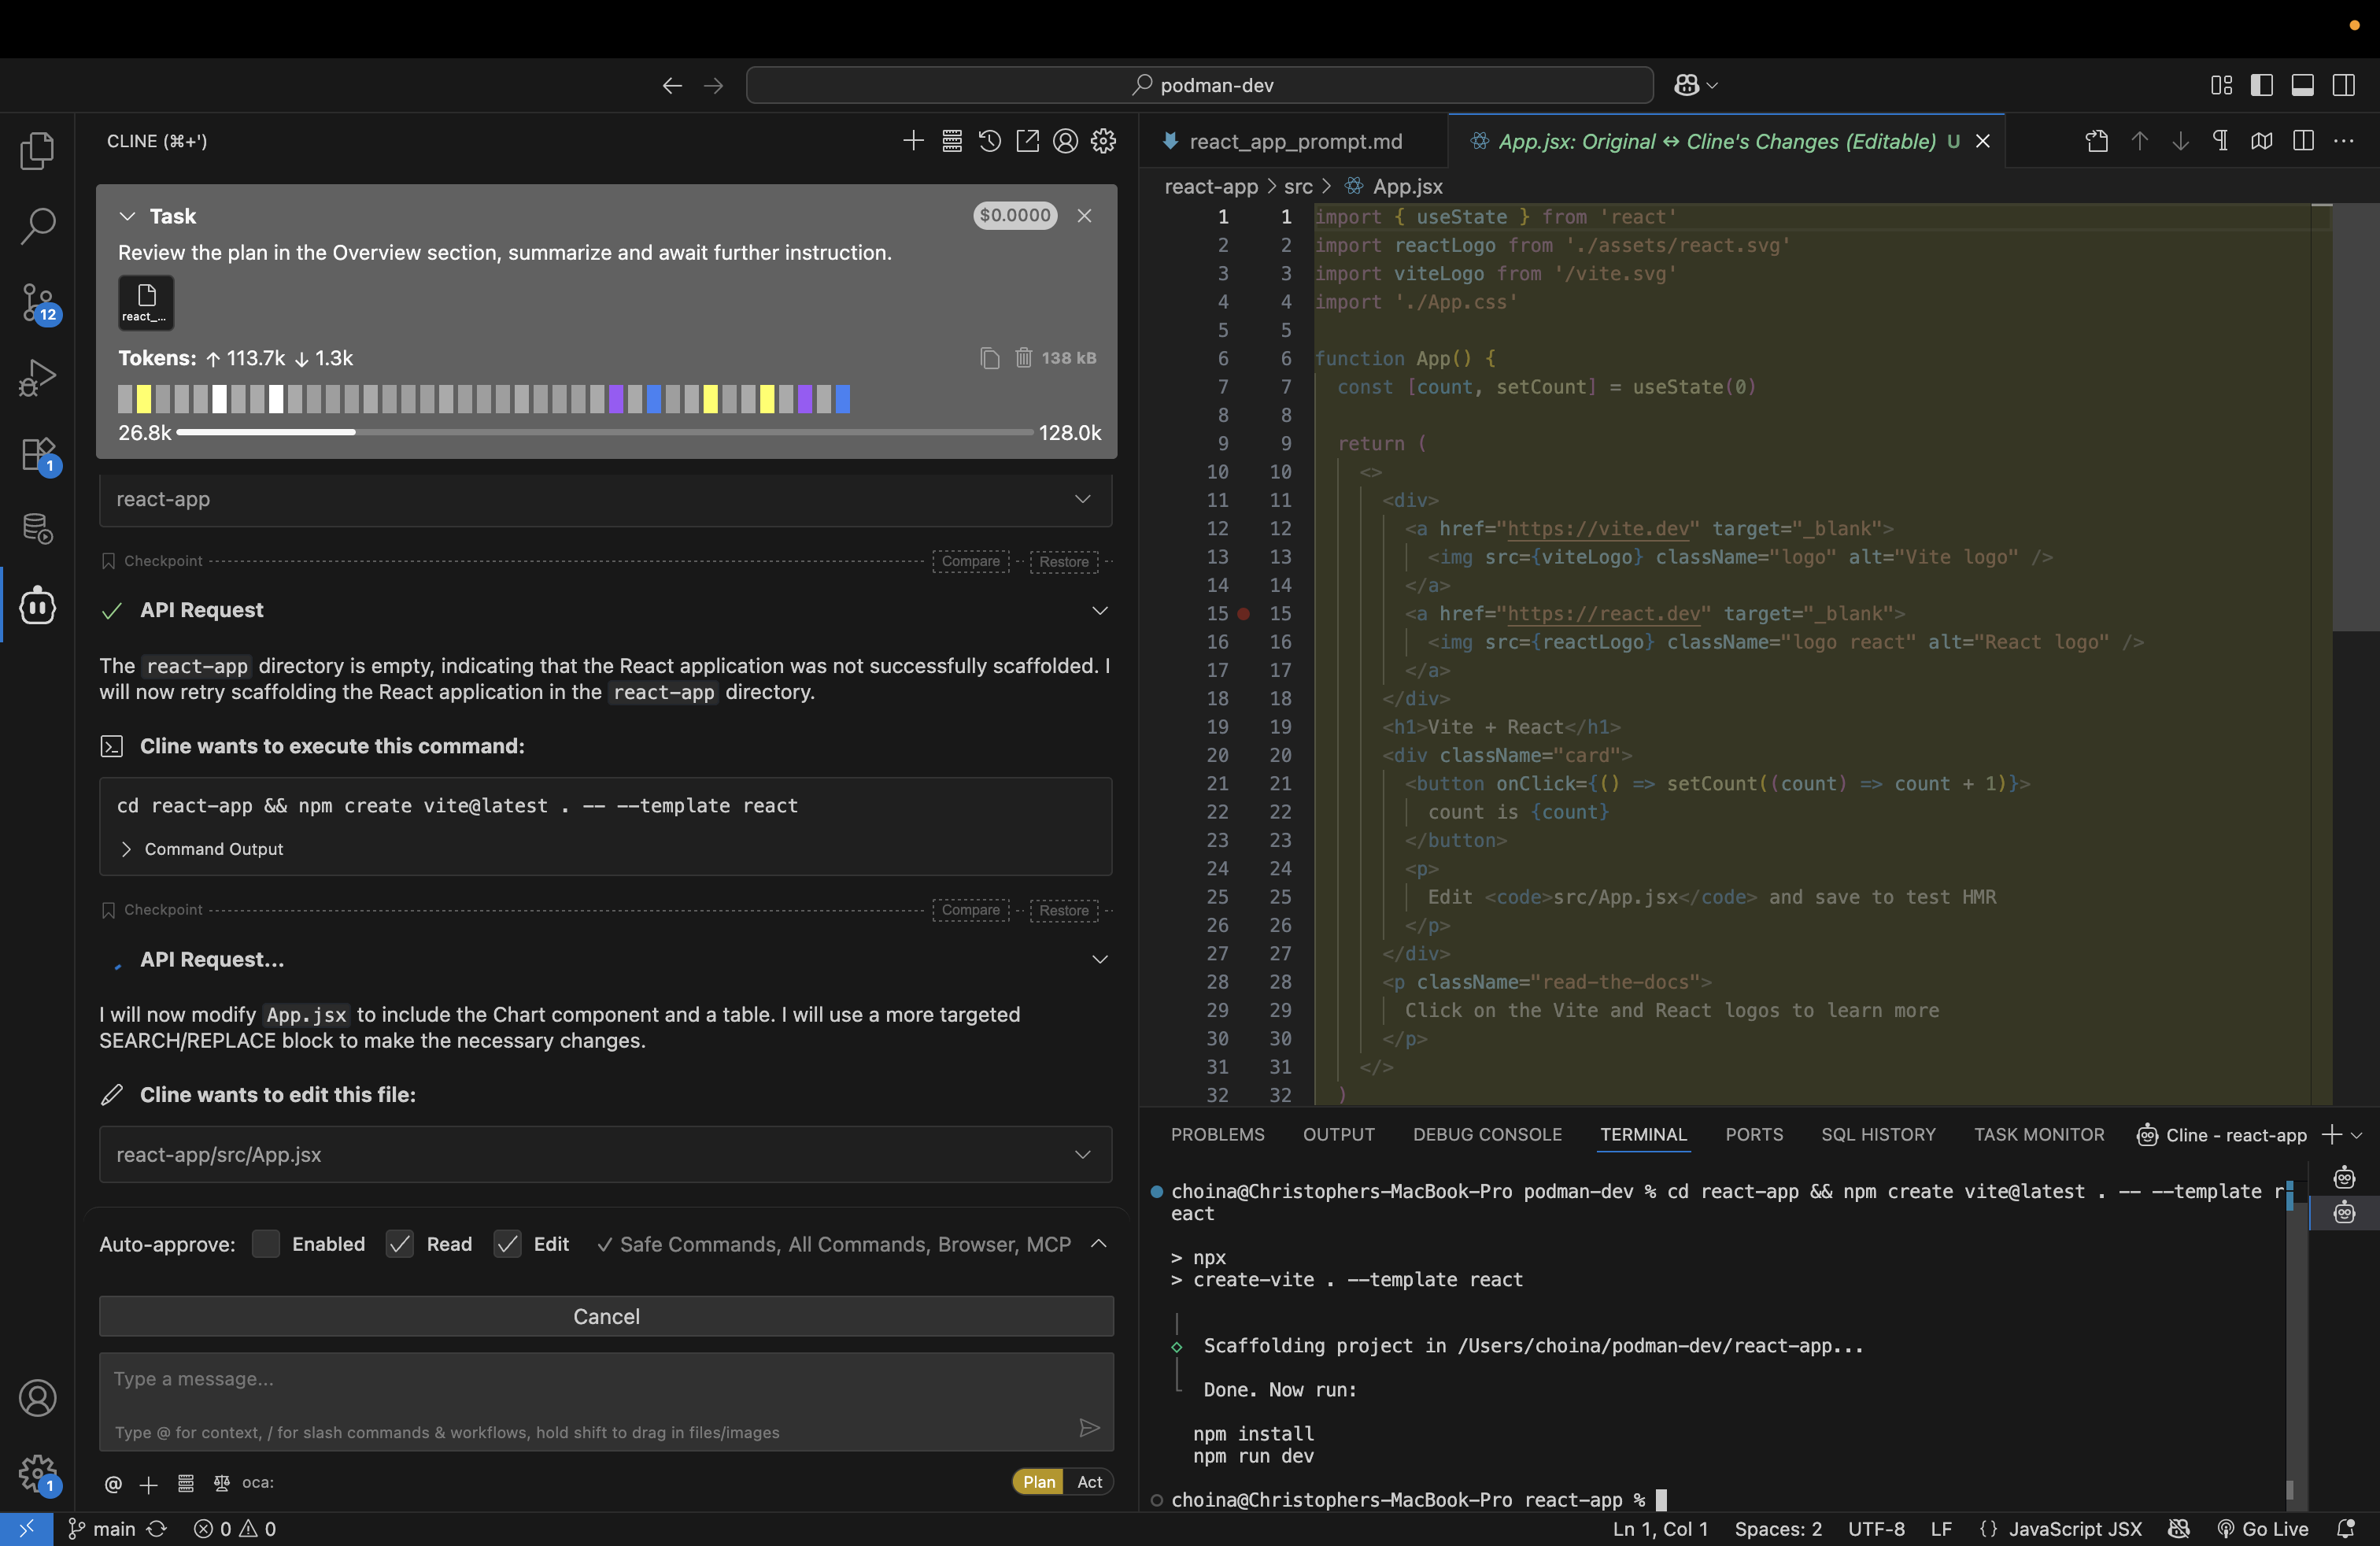 podman-dev
CLINE (⌘+')
Task
$0.0000
Review the plan in the Overview section, summarize and await further instruction.
react_...
Tokens: ↑ 113.7k ↓ 1.3k
138 kB
26.8k
128.0k
react-app
Checkpoint
Compare
Restore
API Request
The react-app directory is empty, indicating that the React application was not successfully scaffolded. I
will now retry scaffolding the React application in the react-app directory.
Cline wants to execute this command:
cd react-app && npm create vite@latest . -- --template react
Command Output
Checkpoint
Compare
Restore
API Request...
I will now modify App.jsx to include the Chart component and a table. I will use a more targeted
SEARCH/REPLACE block to make the necessary changes.
Cline wants to edit this file:
react-app/src/App.jsx
Auto-approve: Enabled Read Edit ✓ Safe Commands, All Commands, Browser, MCP
Cancel
Type a message...
Type @ for context, / for slash commands & workflows, hold shift to drag in files/images
@ oca:
Plan Act
12
1
1
react_app_prompt.md
App.jsx: Original ↔ Cline's Changes (Editable) U
react-app > src > App.jsx
1 1 import { useState } from 'react'
2 2 import reactLogo from './assets/react.svg'
3 3 import viteLogo from '/vite.svg'
4 4 import './App.css'
5 5
6 6 function App() {
7 7 const [count, setCount] = useState(0)
8 8
9 9 return (
10 10 <>
11 11 <div>
12 12 <a href="https://vite.dev" target="_blank">
13 13 <img src={viteLogo} className="logo" alt="Vite logo" />
14 14 </a>
15 15 <a href="https://react.dev" target="_blank">
16 16 <img src={reactLogo} className="logo react" alt="React logo" />
17 17 </a>
18 18 </div>
19 19 <h1>Vite + React</h1>
20 20 <div className="card">
21 21 <button onClick={() => setCount((count) => count + 1)}>
22 22 count is {count}
23 23 </button>
24 24 <p>
25 25 Edit <code>src/App.jsx</code> and save to test HMR
26 26 </p>
27 27 </div>
28 28 <p className="read-the-docs">
29 29 Click on the Vite and React logos to learn more
30 30 </p>
31 31 </>
32 32 )
PROBLEMS OUTPUT DEBUG CONSOLE TERMINAL PORTS SQL HISTORY TASK MONITOR
Cline - react-app
choina@Christophers-MacBook-Pro podman-dev % cd react-app && npm create vite@latest . -- --template r
eact
> npx
> create-vite . --template react
Scaffolding project in /Users/choina/podman-dev/react-app...
Done. Now run:
npm install
npm run dev
choina@Christophers-MacBook-Pro react-app %
main
0 0
Ln 1, Col 1 Spaces: 2 UTF-8 LF {} JavaScript JSX Go Live